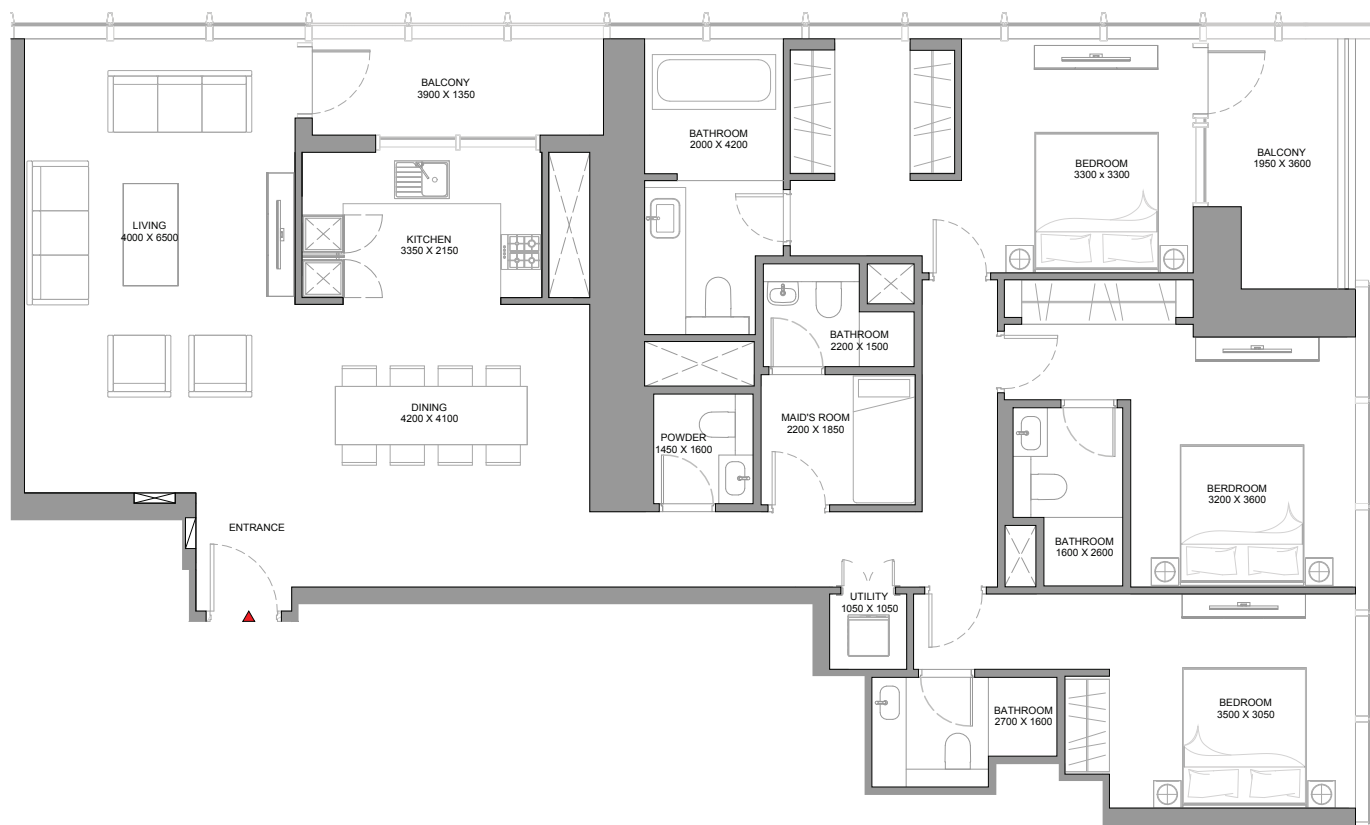 BALCONY
3900 X 1350
BATHROOM
2000 X 4200
BEDROOM
3300 x 3300
BALCONY
1950 X 3600
LIVING
4000 X 6500
KITCHEN
3350 X 2150
BATHROOM
2200 X 1500
DINING
4200 X 4100
MAID'S ROOM
2200 X 1850
POWDER
1450 X 1600
BERDROOM
3200 X 3600
ENTRANCE
BATHROOM
1600 X 2600
UTILITY
1050 X 1050
BATHROOM
2700 X 1600
BEDROOM
3500 X 3050